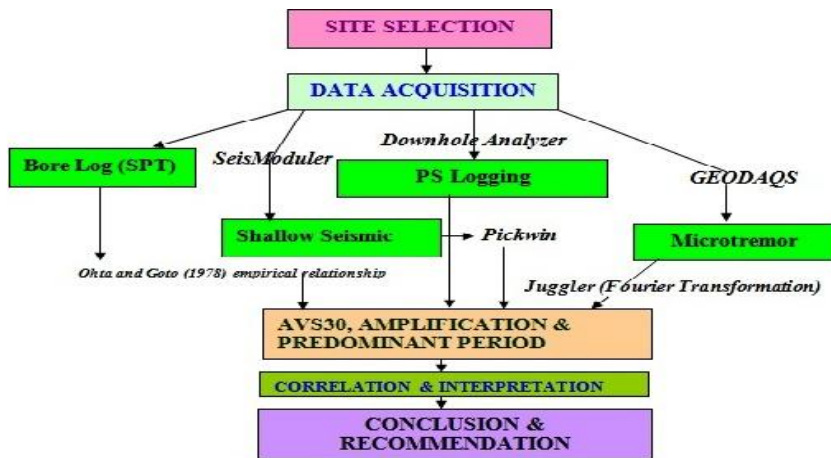 SITE SELECTION
DATA ACQUISITION
Downhole Analyzer
SeisModuler
Bore Log (SPT)
PS Logging
GEODAQS
Shallow Seismic
Pickwin
Microtremor
Ohta and Goto (1978) empirical relationship
Juggler (Fourier Transformation)
AVS30, AMPLIFICATION &
PREDOMINANT PERIOD
CORRELATION & INTERPRETATION
CONCLUSION &
RECOMMENDATION